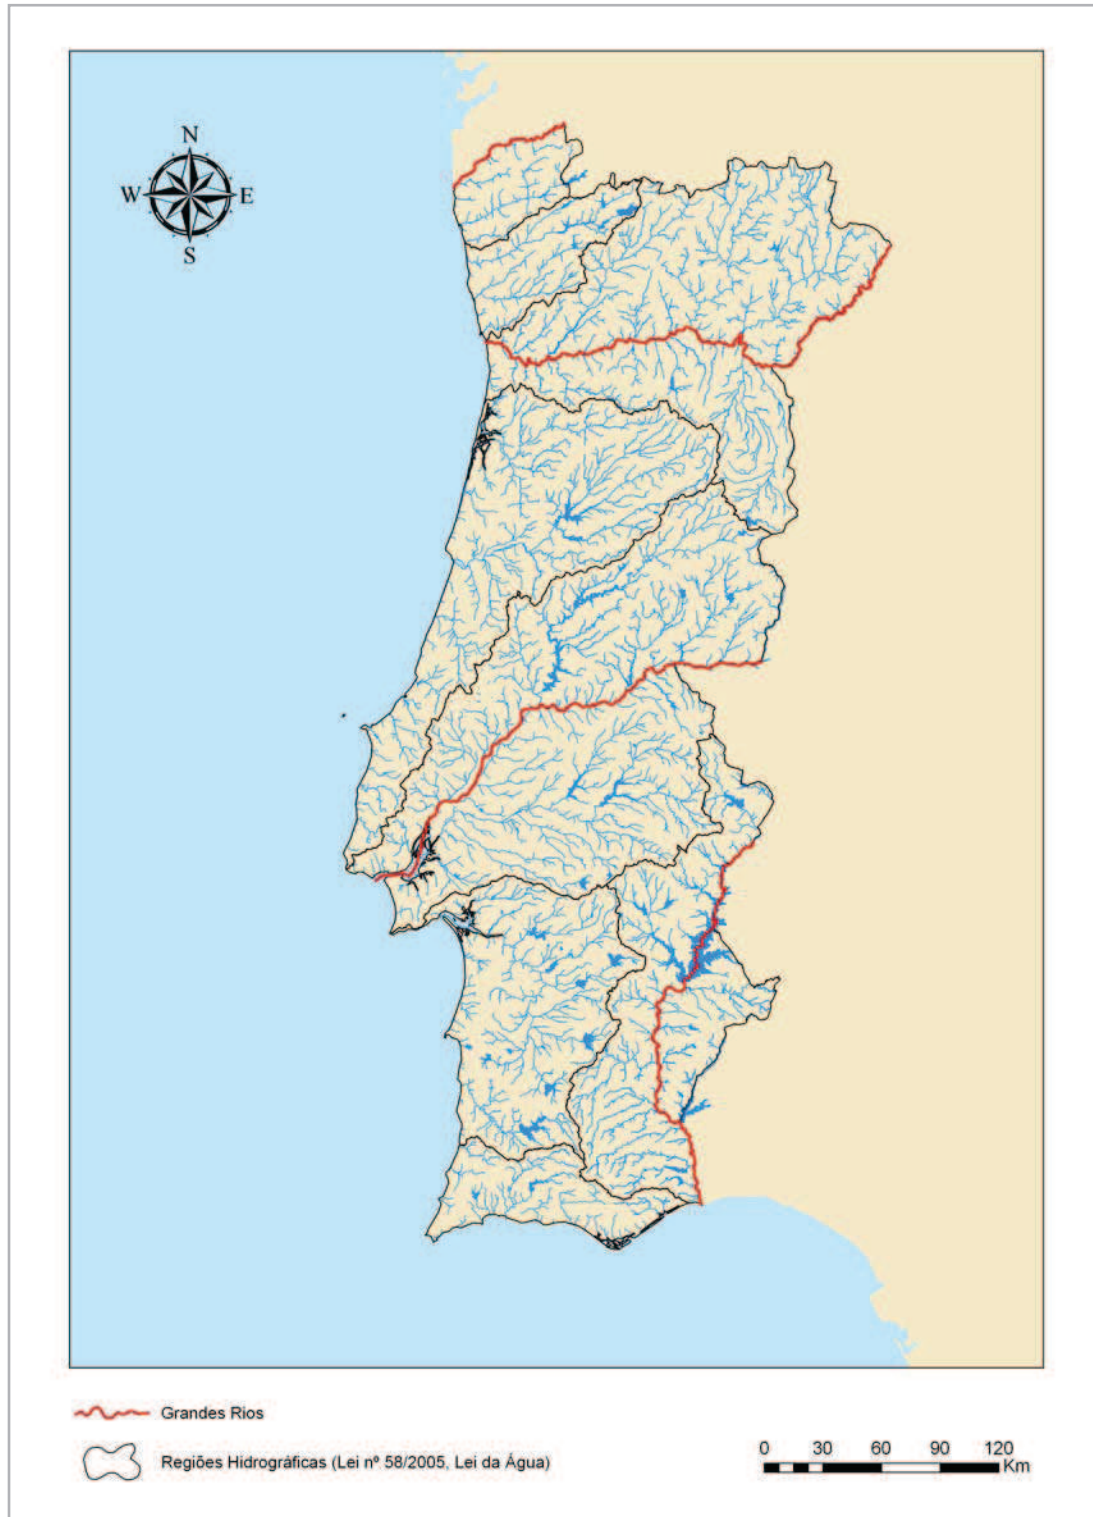 N
W E
S
Grandes Rios
Regiões Hidrográficas (Lei nº 58/2005, Lei da Água)
0 30 60 90 120
Km